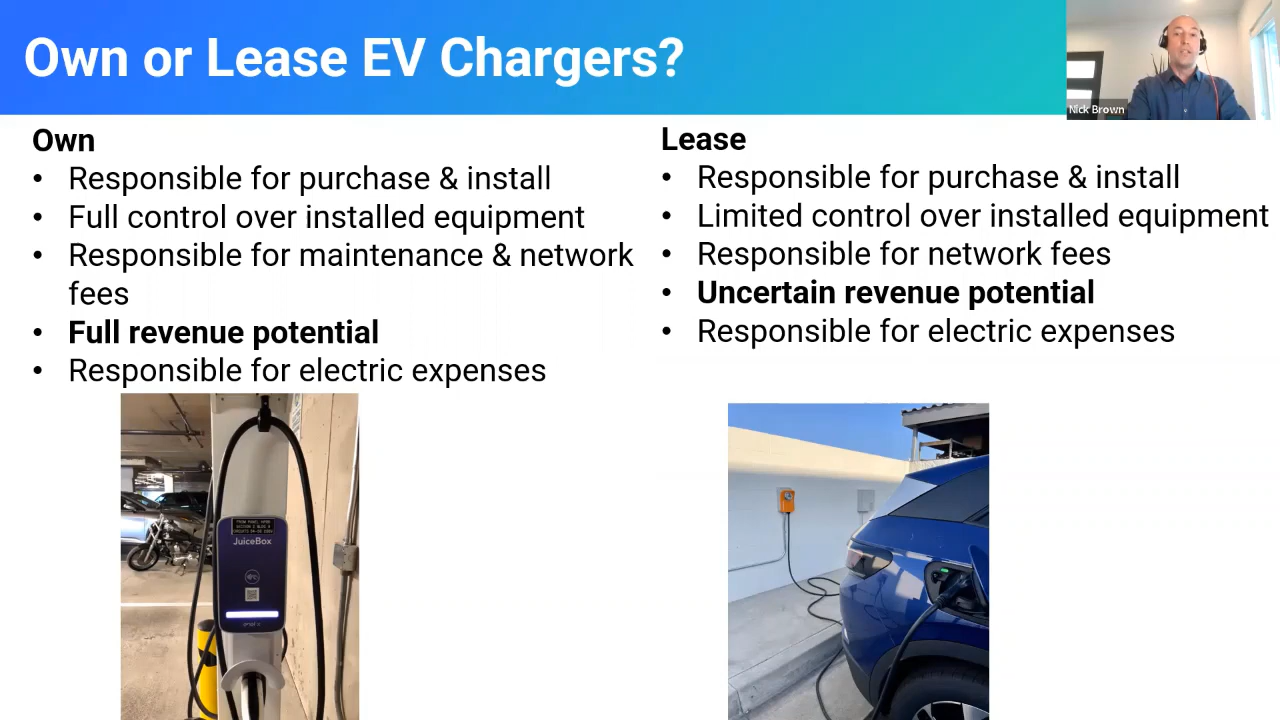 Own or Lease EV Chargers?
Nick Brown
Own
• Responsible for purchase & install
• Full control over installed equipment
• Responsible for maintenance & network
fees
• Full revenue potential
• Responsible for electric expenses
Lease
• Responsible for purchase & install
• Limited control over installed equipment
• Responsible for network fees
• Uncertain revenue potential
• Responsible for electric expenses
JuiceBox